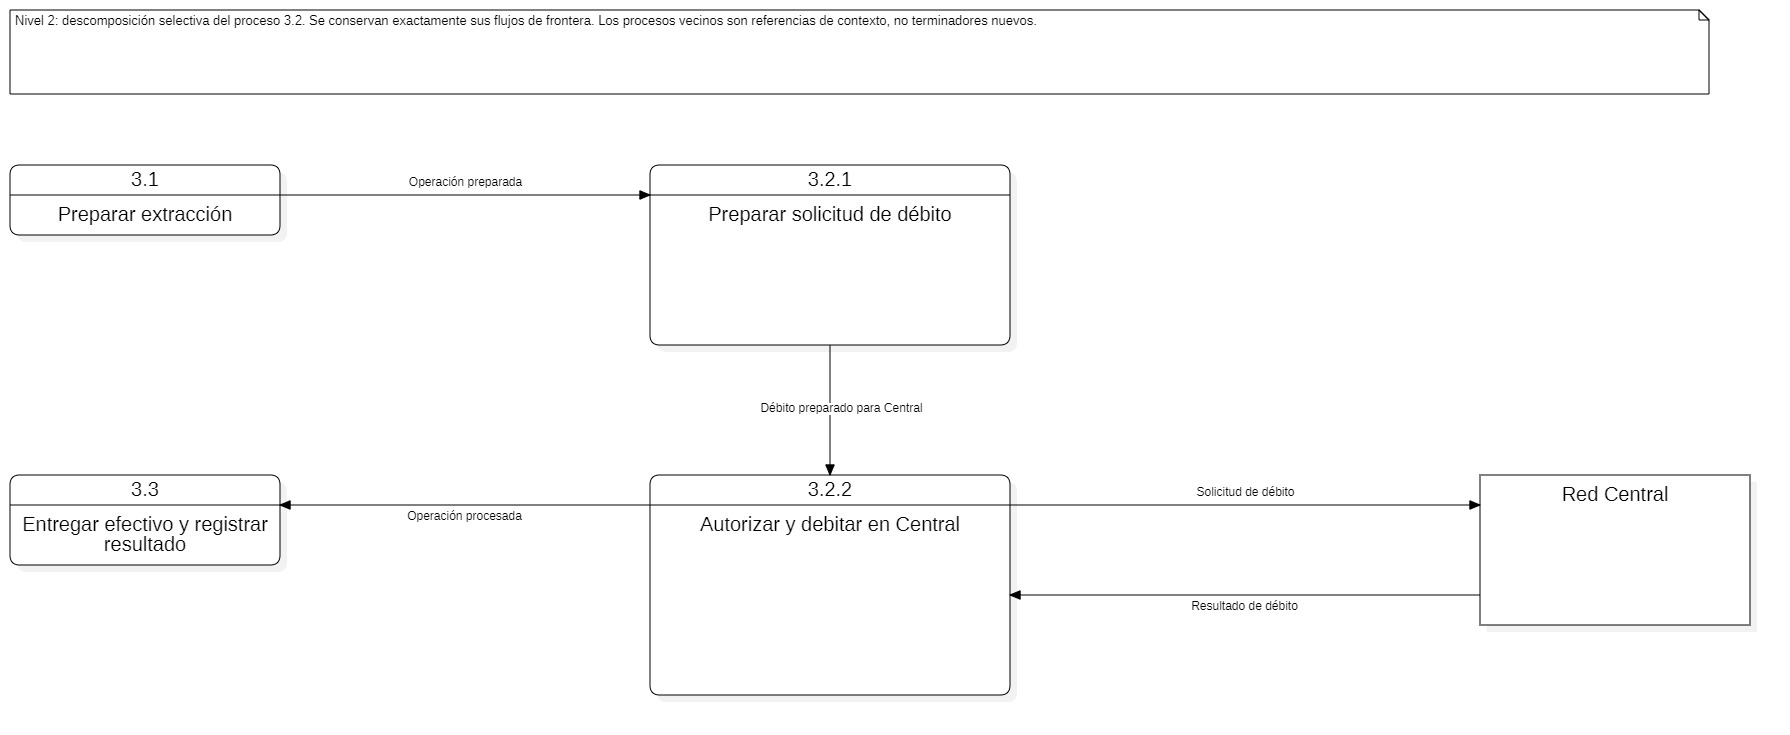 Nivel 2: descomposición selectiva del proceso 3.2. Se conservan exactamente sus flujos de frontera. Los procesos vecinos son referencias de contexto, no terminadores nuevos.
3.1
Preparar extracción
Operación preparada
3.2.1
Preparar solicitud de débito
Débito preparado para Central
3.3
Entregar efectivo y registrar
resultado
Operación procesada
3.2.2
Autorizar y debitar en Central
Solicitud de débito
Red Central
Resultado de débito